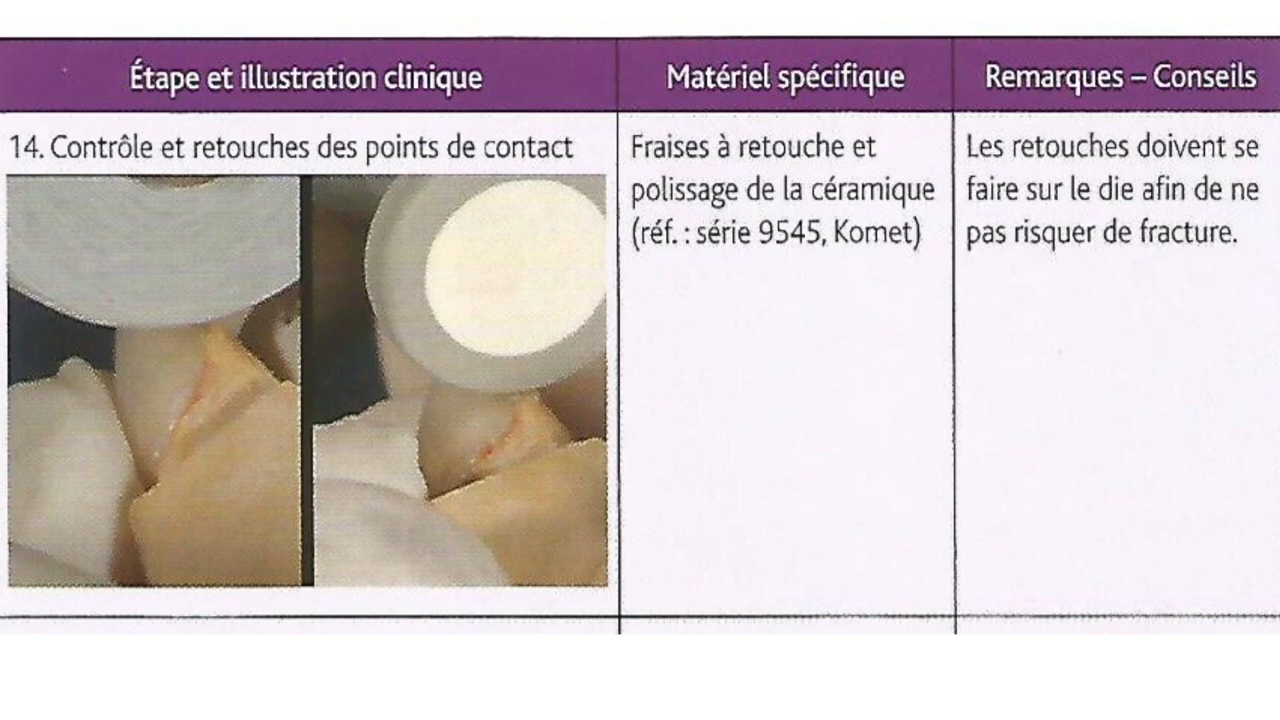 Étape et illustration clinique
Matériel spécifique
Remarques – Conseils
14. Contrôle et retouches des points de contact
Fraises à retouche et
polissage de la céramique
(réf. : série 9545, Komet)
Les retouches doivent se
faire sur le die afin de ne
pas risquer de fracture.